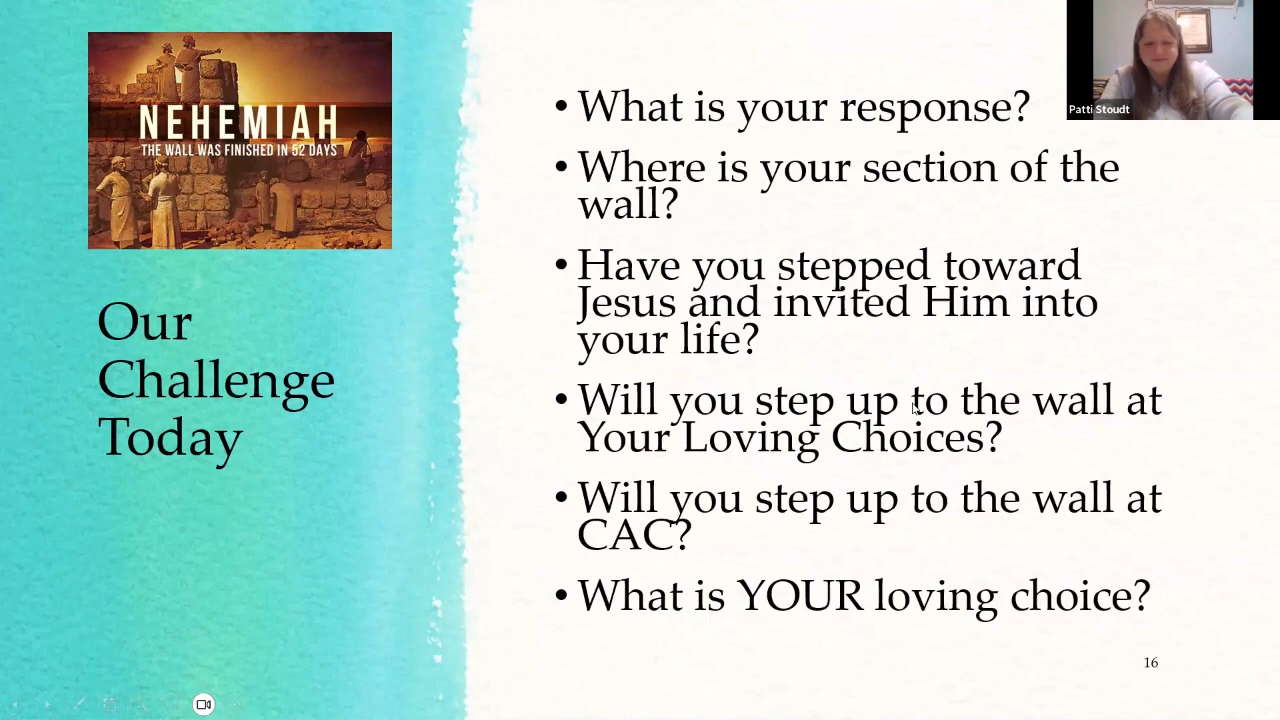 NEHEMIAH
THE WALL WAS FINISHED IN 52 DAYS
Our
Challenge
Today
• What is your response?
• Where is your section of the
wall?
• Have you stepped toward
Jesus and invited Him into
your life?
• Will you step up to the wall at
Your Loving Choices?
• Will you step up to the wall at
CAC?
• What is YOUR loving choice?
16
Patti Stoudt